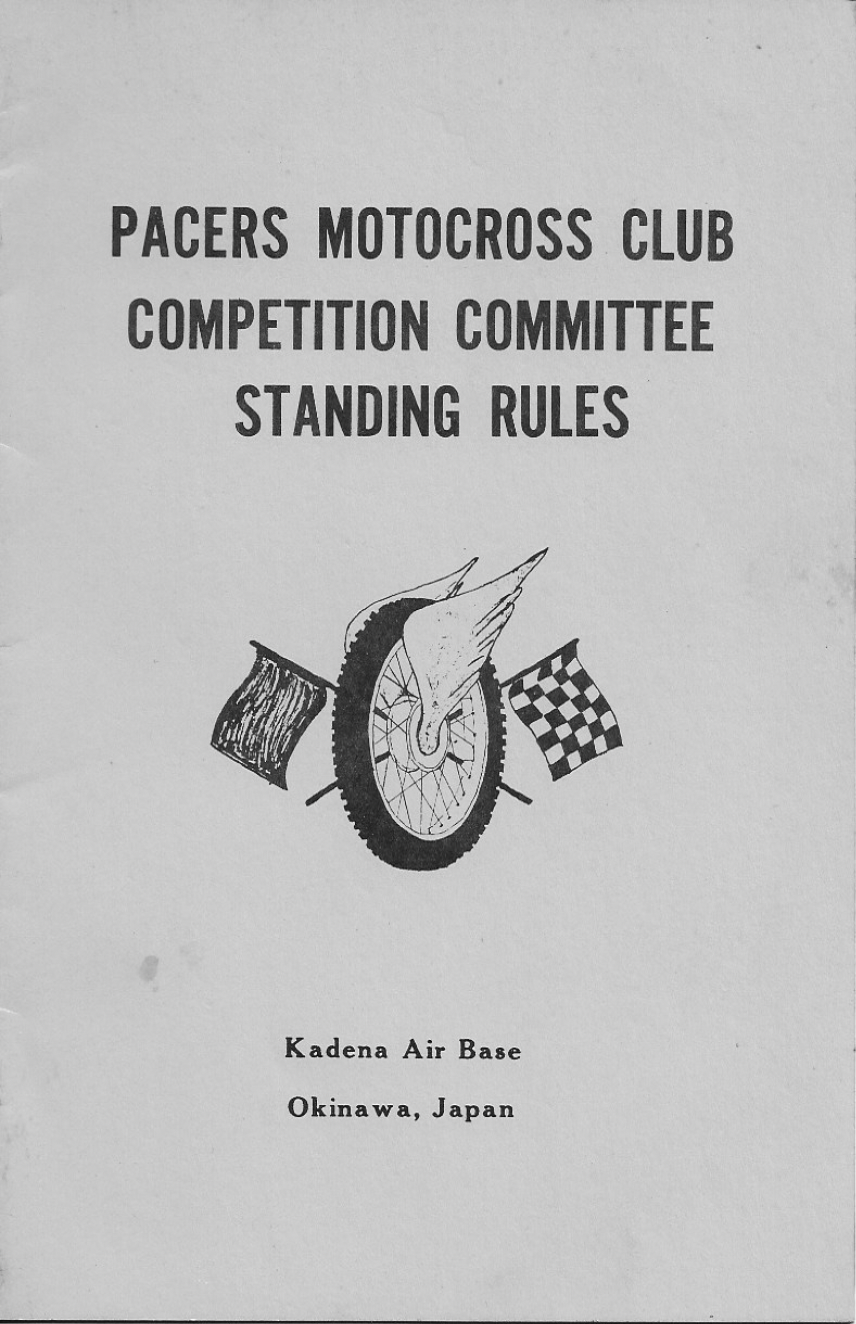 PACERS MOTOCROSS CLUB
COMPETITION COMMITTEE
STANDING RULES
Kadena Air Base
Okinawa, Japan